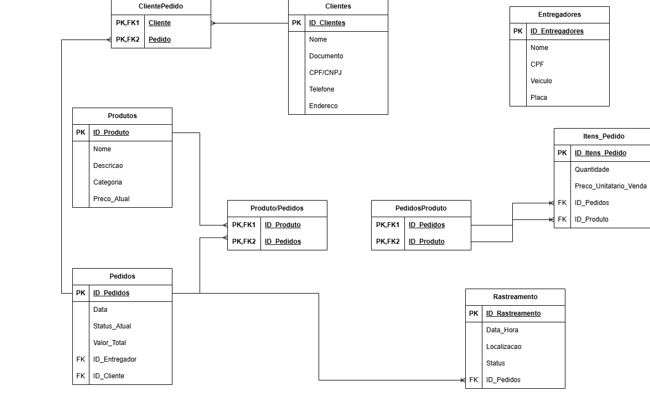 ClientePedido
PK,FK1 Cliente
PK,FK2 Pedido
Clientes
PK ID_Clientes
Nome
Documento
CPF/CNPJ
Telefone
Endereco
Entregadores
PK ID_Entregadores
Nome
CPF
Veiculo
Placa
Produtos
PK ID_Produto
Nome
Descricao
Categoria
Preco_Atual
Itens_Pedido
PK ID_Itens_Pedido
Quantidade
Preco_Unitatario_Venda
FK ID_Pedidos
FK ID_Produto
Produto/Pedidos
PK,FK1 ID_Produto
PK,FK2 ID_Pedidos
PedidosProduto
PK,FK1 ID_Pedidos
PK,FK2 ID_Produto
Pedidos
PK ID_Pedidos
Data
Status_Atual
Valor_Total
FK ID_Entregador
FK ID_Cliente
Rastreamento
PK ID_Rastreamento
Data_Hora
Localizacao
Status
FK ID_Pedidos